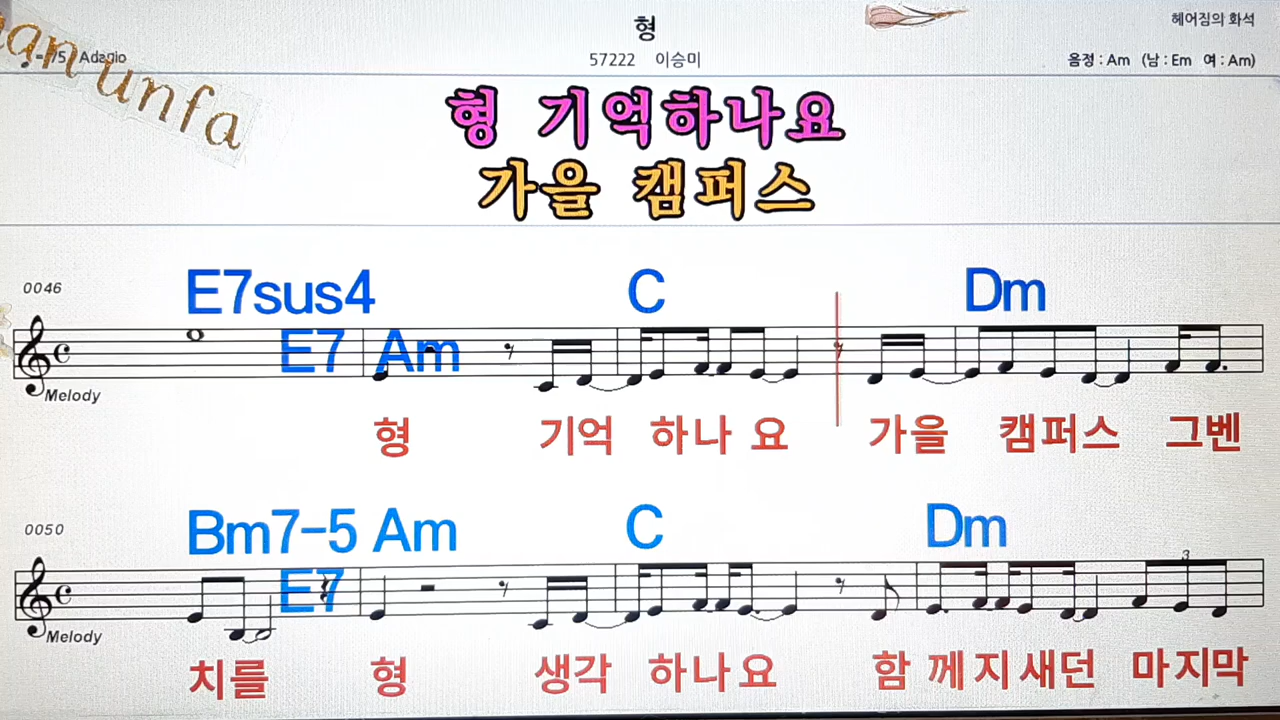 형
헤어짐의 화석
Adagio
57222 이승미
음정 : Am (남 : Em 여 : Am)
unfa
형 기억하나요
가을 캠퍼스
0046
E7sus4 C Dm
E7 Am
Melody
형 기억 하나 요 가을 캠퍼스 그벤
0050
Bm7-5 Am C Dm
E7
3
Melody
치를 형 생각 하나요 함 께지새던 마지막